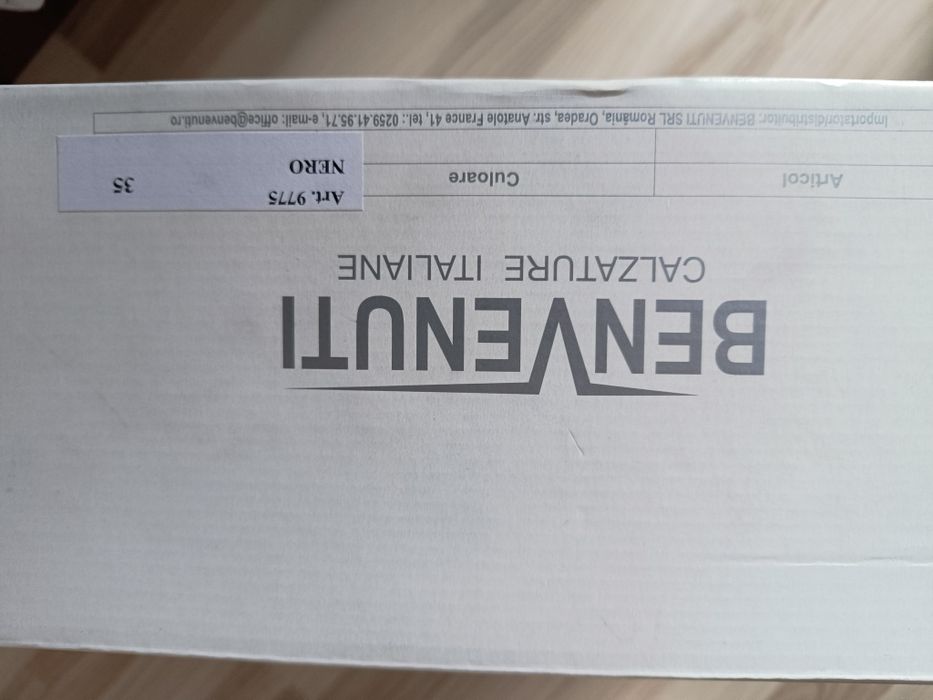 BENVENUTI
CALZATURE ITALIANE
Art. 9775
NERO
35
Articol
Culoare
Importator/distribuitor: BENVENUTI SRL România, Oradea, str. Anatole France 41, tel.: 0259.41.95.71, e-mail: office@benvenuti.ro